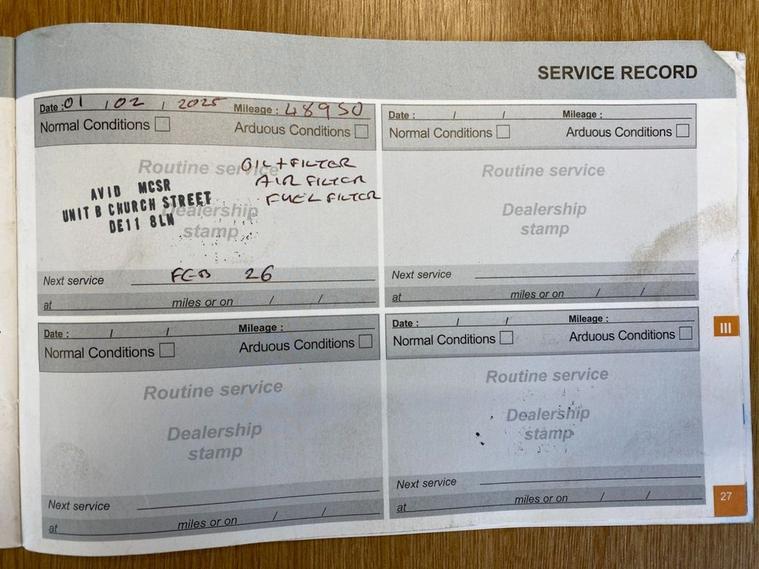 SERVICE RECORD
Date : 01 / 02 / 2025 Mileage : 48950
Normal Conditions Arduous Conditions
Routine service
OIL + FILTER
AIR FILTER
FUEL FILTER
AVID MCSR
UNIT B CHURCH STREET
DE11 8LN
Dealership
stamp
Next service FEB 26
at miles or on / /
Date : / / Mileage :
Normal Conditions Arduous Conditions
Routine service
Dealership
stamp
Next service
at miles or on / /
Date : / / Mileage :
Normal Conditions Arduous Conditions
Routine service
Dealership
stamp
Next service
at miles or on / /
Date : / / Mileage :
Normal Conditions Arduous Conditions
Routine service
Dealership
stamp
Next service
at miles or on / /
III
27